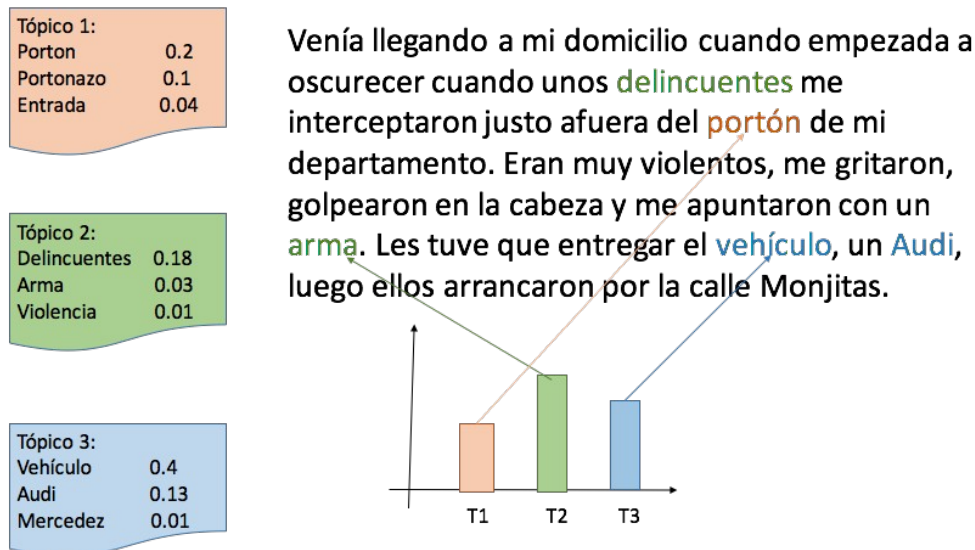 Tópico 1:
Porton 0.2
Portonazo 0.1
Entrada 0.04
Tópico 2:
Delincuentes 0.18
Arma 0.03
Violencia 0.01
Tópico 3:
Vehículo 0.4
Audi 0.13
Mercedez 0.01
Venía llegando a mi domicilio cuando empezada a
oscurecer cuando unos delincuentes me
interceptaron justo afuera del portón de mi
departamento. Eran muy violentos, me gritaron,
golpearon en la cabeza y me apuntaron con un
arma. Les tuve que entregar el vehículo, un Audi,
luego ellos arrancaron por la calle Monjitas.
T1 T2 T3